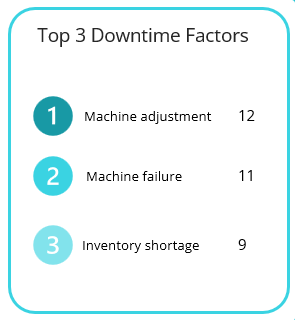 Top 3 Downtime Factors
1 Machine adjustment 12
2 Machine failure 11
3 Inventory shortage 9